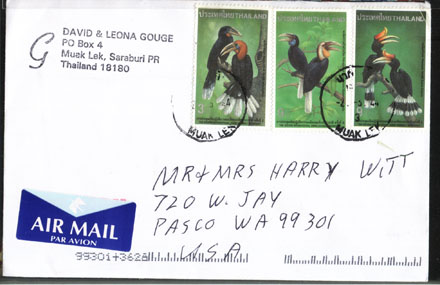 DAVID & LEONA GOUGE
PO Box 4
Muak Lek, Saraburi PR
Thailand 18180
G
ประเทศไทย THAILAND
ประเทศไทย THAILAND
ประเทศไทย THAILAND
3
MUAK LEK
MUAK LEK
MR & MRS HARRY WITT
720 W. JAY
PASCO WA 99301
U.S.A
AIR MAIL
PAR AVION
99301+3628